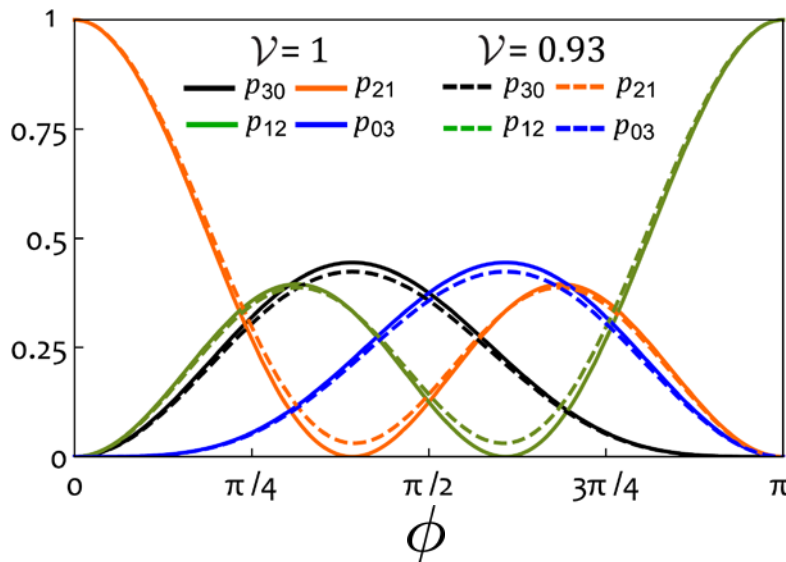 1
𝒱 = 1 𝒱 = 0.93
p₃₀ p₂₁ p₃₀ p₂₁
p₁₂ p₀₃ p₁₂ p₀₃
0.75
0.5
0.25
0
0 π/4 π/2 3π/4 π
ϕ